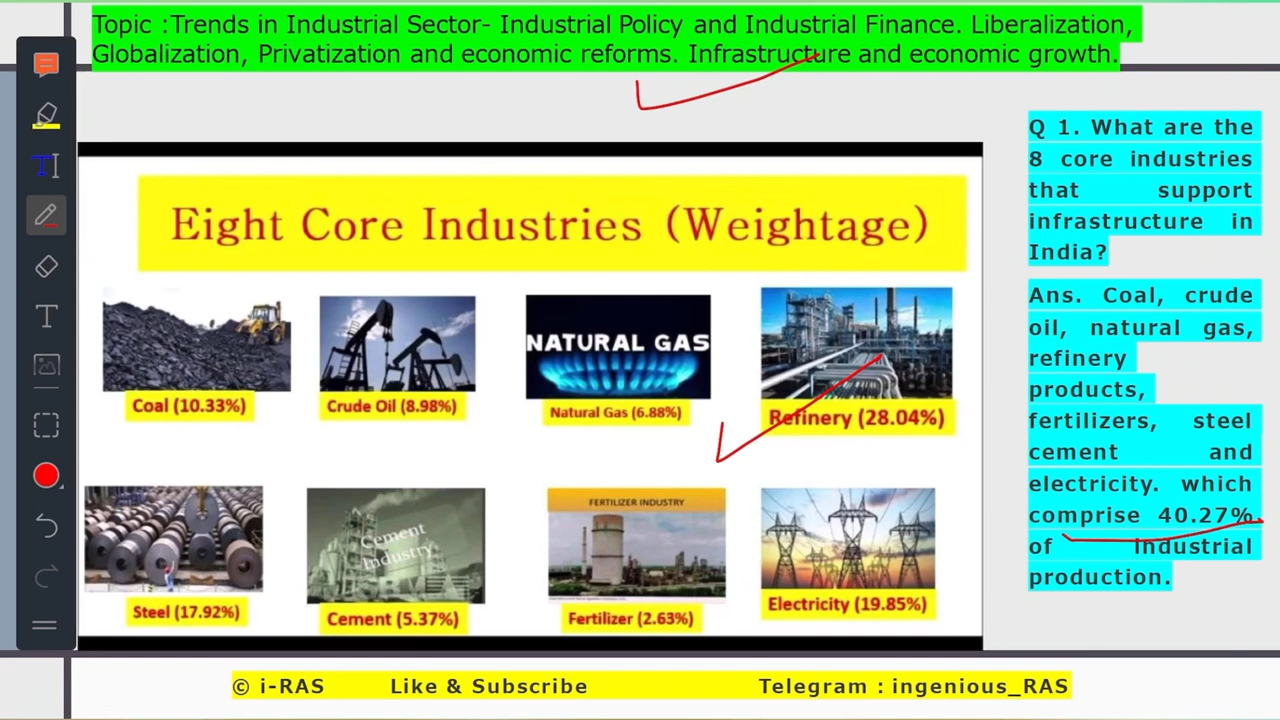 Topic :Trends in Industrial Sector- Industrial Policy and Industrial Finance. Liberalization,
Globalization, Privatization and economic reforms. Infrastructure and economic growth.
Eight Core Industries (Weightage)
NATURAL GAS
Coal (10.33%)
Crude Oil (8.98%)
Natural Gas (6.88%)
Refinery (28.04%)
FERTILIZER INDUSTRY
Cement
Industry
Steel (17.92%)
Cement (5.37%)
Fertilizer (2.63%)
Electricity (19.85%)
Q 1. What are the
8 core industries
that support
infrastructure in
India?
Ans. Coal, crude
oil, natural gas,
refinery
products,
fertilizers, steel
cement and
electricity. which
comprise 40.27%
of industrial
production.
© i-RAS Like & Subscribe Telegram : ingenious_RAS